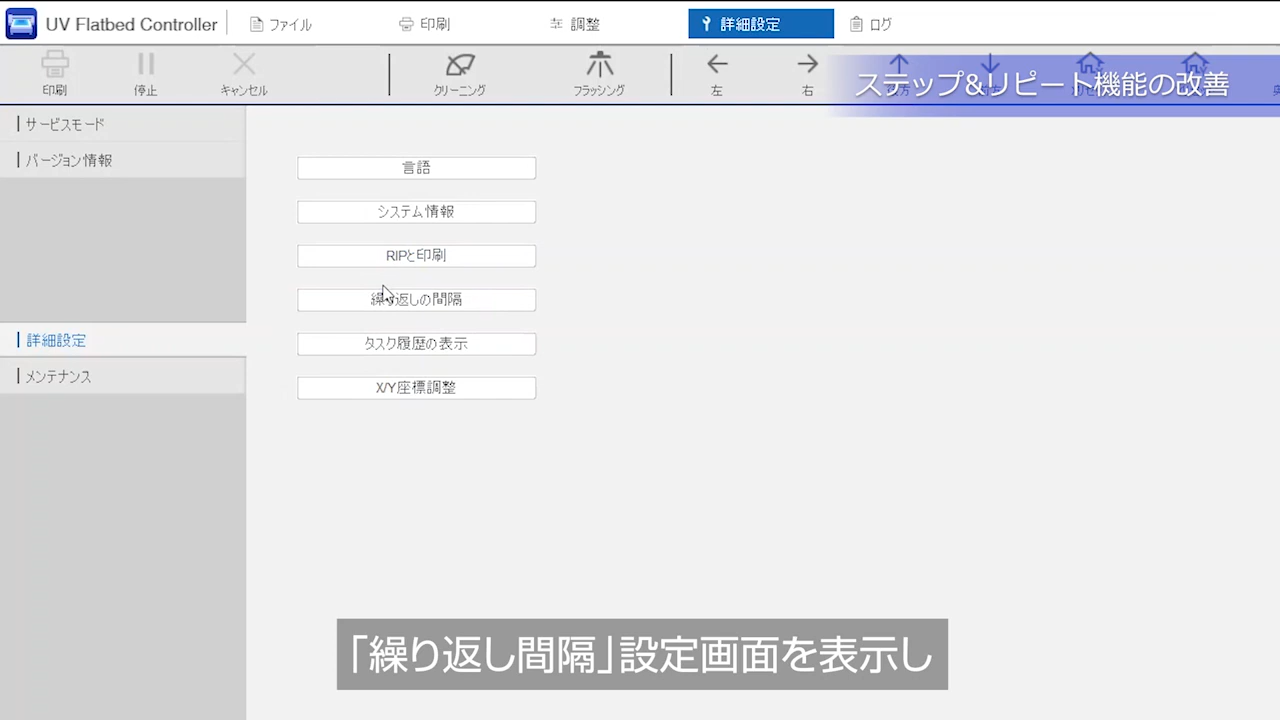 UV Flatbed Controller
ファイル
印刷
調整
詳細設定
ログ
印刷
停止
キャンセル
クリーニング
フラッシング
左
右
ステップ&リピート機能の改善
サービスモード
バージョン情報
詳細設定
メンテナンス
言語
システム情報
RIPと印刷
繰り返しの間隔
タスク履歴の表示
X/Y座標調整
「繰り返し間隔」設定画面を表示し